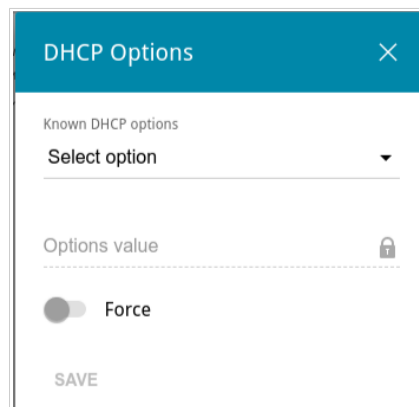 DHCP Options
Known DHCP options
Select option
Options value
Force
SAVE